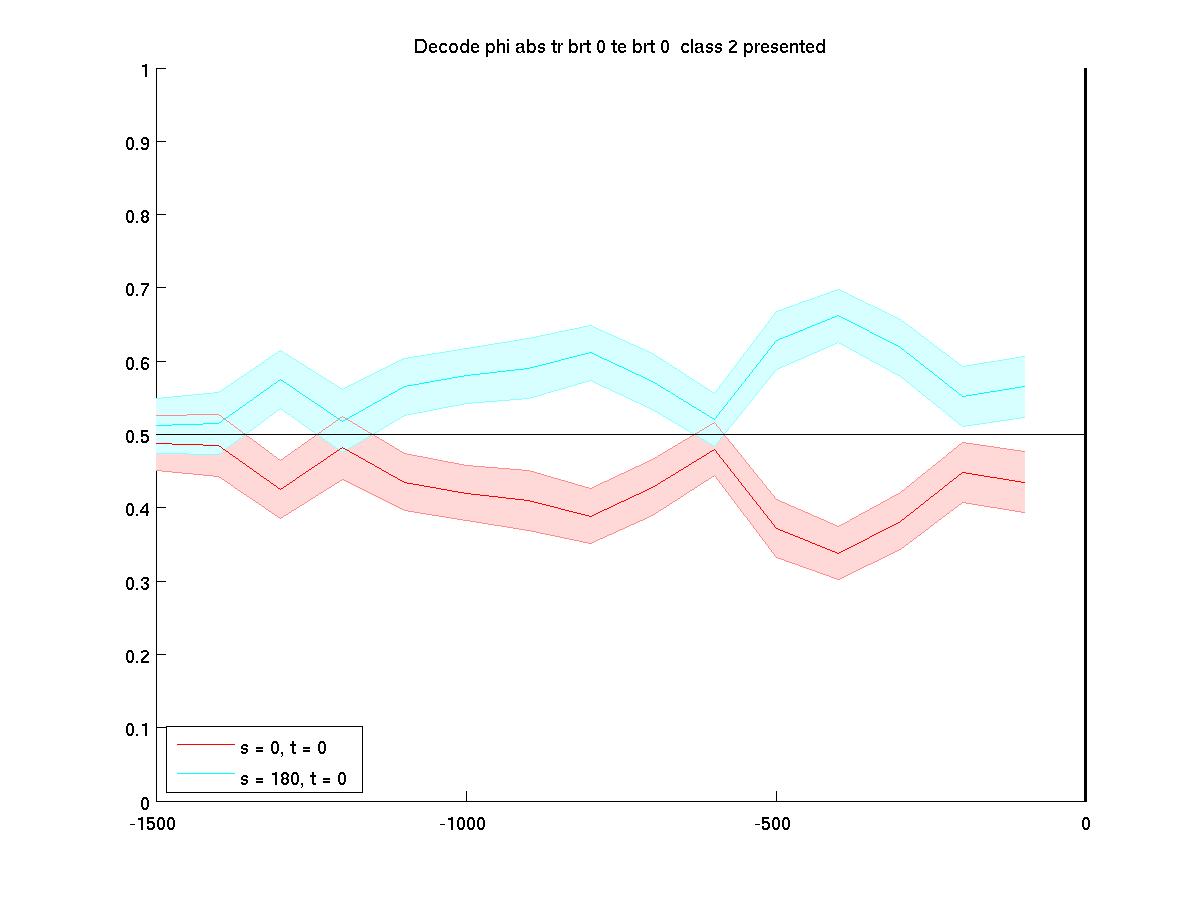 Decode phi abs tr brt 0 te brt 0  class 2 presented
1
0.9
0.8
0.7
0.6
0.5
0.4
0.3
0.2
0.1
0
s = 0, t = 0
s = 180, t = 0
-1500 -1000 -500 0